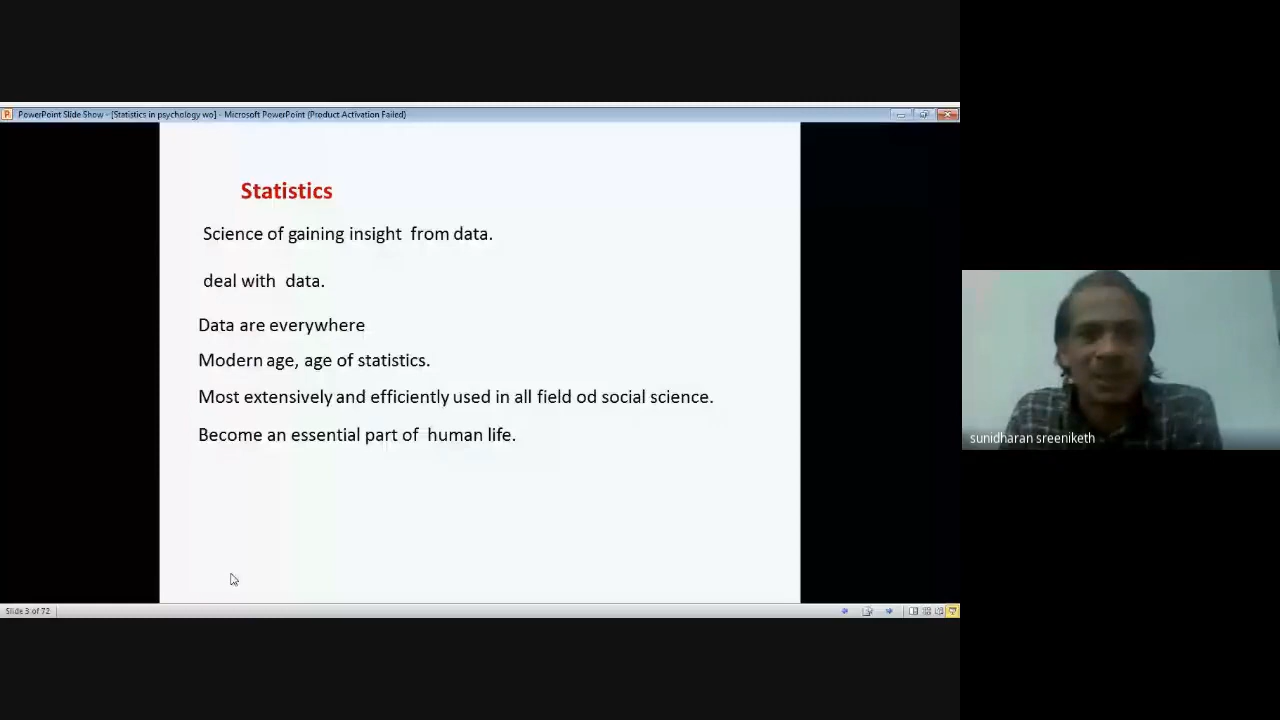 PowerPoint Slide Show - [Statistics in psychology wo] - Microsoft PowerPoint (Product Activation Failed)
Statistics
Science of gaining insight from data.
deal with data.
Data are everywhere
Modern age, age of statistics.
Most extensively and efficiently used in all field od social science.
Become an essential part of human life.
sunidharan sreeniketh
Slide 3 of 72